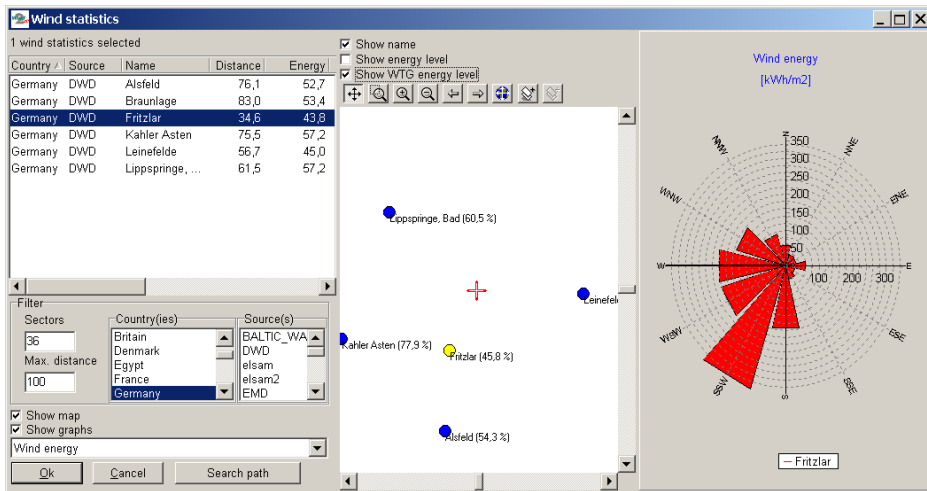 Wind statistics
1 wind statistics selected
Country Source Name Distance Energy
Germany DWD Alsfeld 76,1 52,7
Germany DWD Braunlage 83,0 53,4
Germany DWD Fritzlar 34,6 43,8
Germany DWD Kahler Asten 75,5 57,2
Germany DWD Leinefelde 56,7 45,0
Germany DWD Lippspringe, ... 61,5 57,2
Filter
Sectors
36
Max. distance
100
Country(ies)
Britain
Denmark
Egypt
France
Germany
Source(s)
BALTIC_WA
DWD
elsam
elsam2
EMD
Show map
Show graphs
Wind energy
Ok Cancel Search path
Show name
Show energy level
Show WTG energy level
Lippspringe, Bad (60,5 %)
Leinefel
Kahler Asten (77,9 %)
Fritzlar (45,8 %)
Alsfeld (54,3 %)
Wind energy
[kWh/m2]
N
NNW NNE
350
350
300
250
WNW ENE
200
150
100
50
W E
100 200 300
WSW ESE
SSW SSE
S
Fritzlar